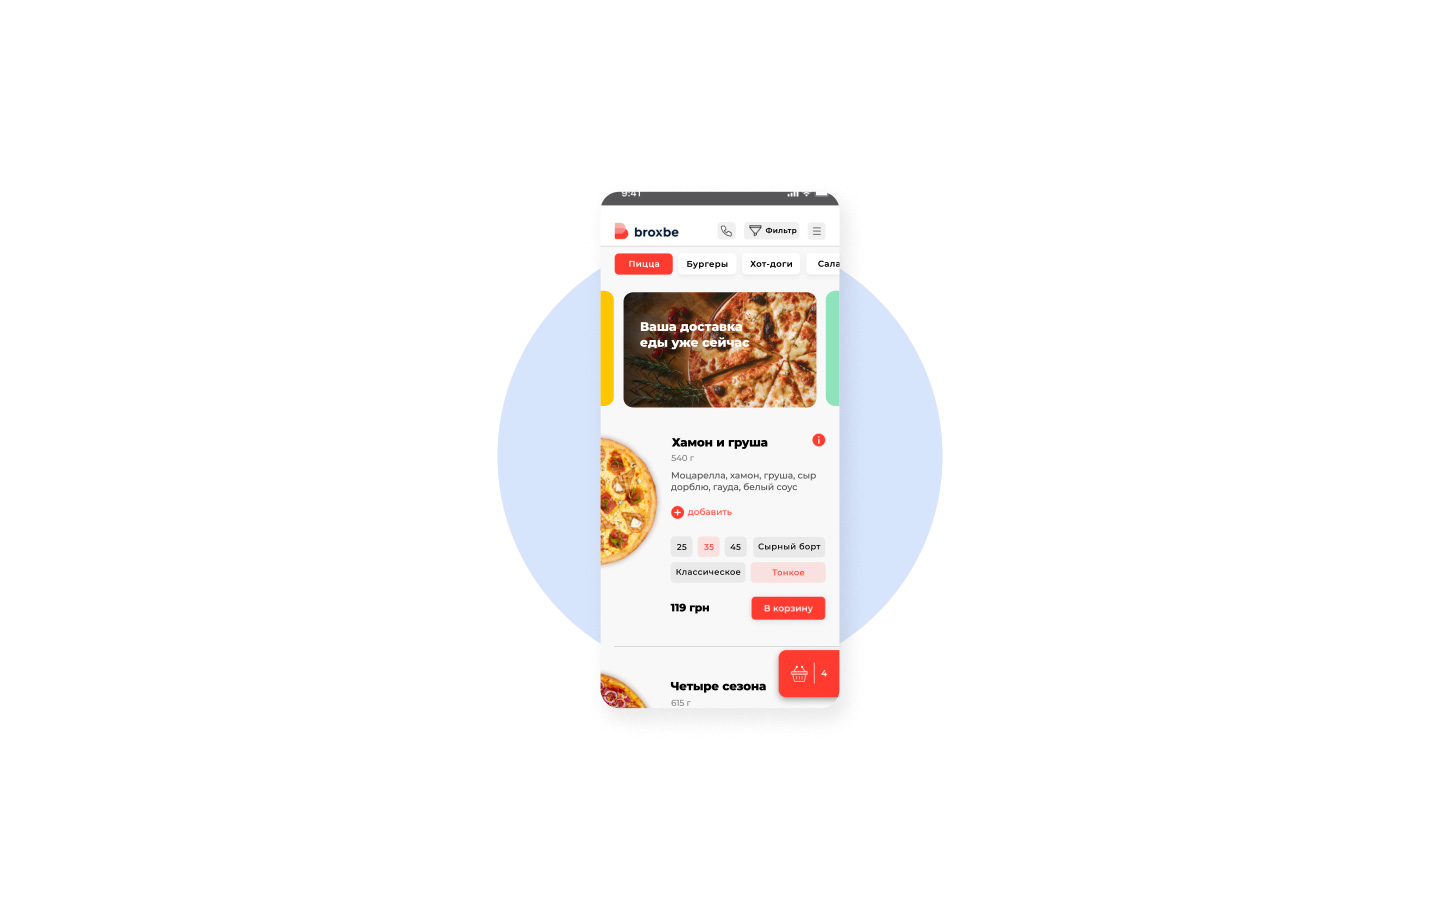 9:41
broxbe
Фильтр
Пицца
Бургеры
Хот-доги
Сала
Ваша доставка
еды уже сейчас
Хамон и груша
540 г
Моцарелла, хамон, груша, сыр
дорблю, гауда, белый соус
добавить
25
35
45
Сырный борт
Классическое
Тонкое
119 грн
В корзину
4
Четыре сезона
615 г